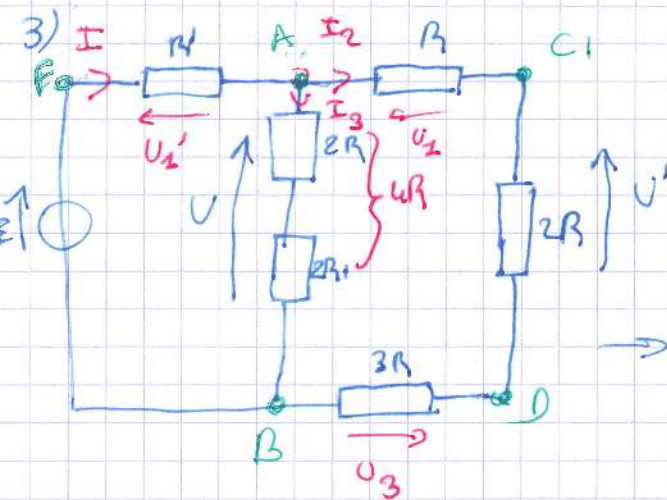 3) I R' A I2 R C
E
U1' I3 U1
2R
U 4R U'
E 2R
2R
3R
B D
U3